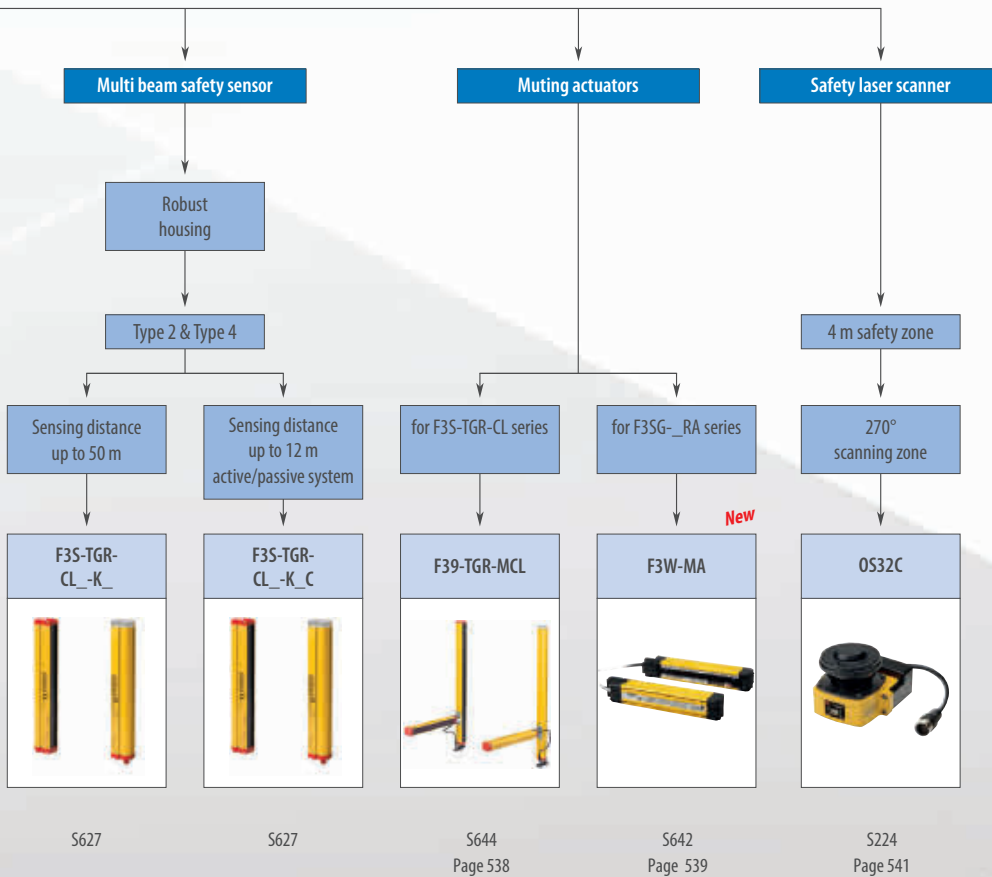 Multi beam safety sensor
Muting actuators
Safety laser scanner
Robust
housing
Type 2 & Type 4
4 m safety zone
Sensing distance
up to 50 m
Sensing distance
up to 12 m
active/passive system
for F3S-TGR-CL series
for F3SG-_RA series
270°
scanning zone
New
F3S-TGR-
CL_-K_
F3S-TGR-
CL_-K_C
F39-TGR-MCL
F3W-MA
OS32C
S627
S627
S644
Page 538
S642
Page 539
S224
Page 541